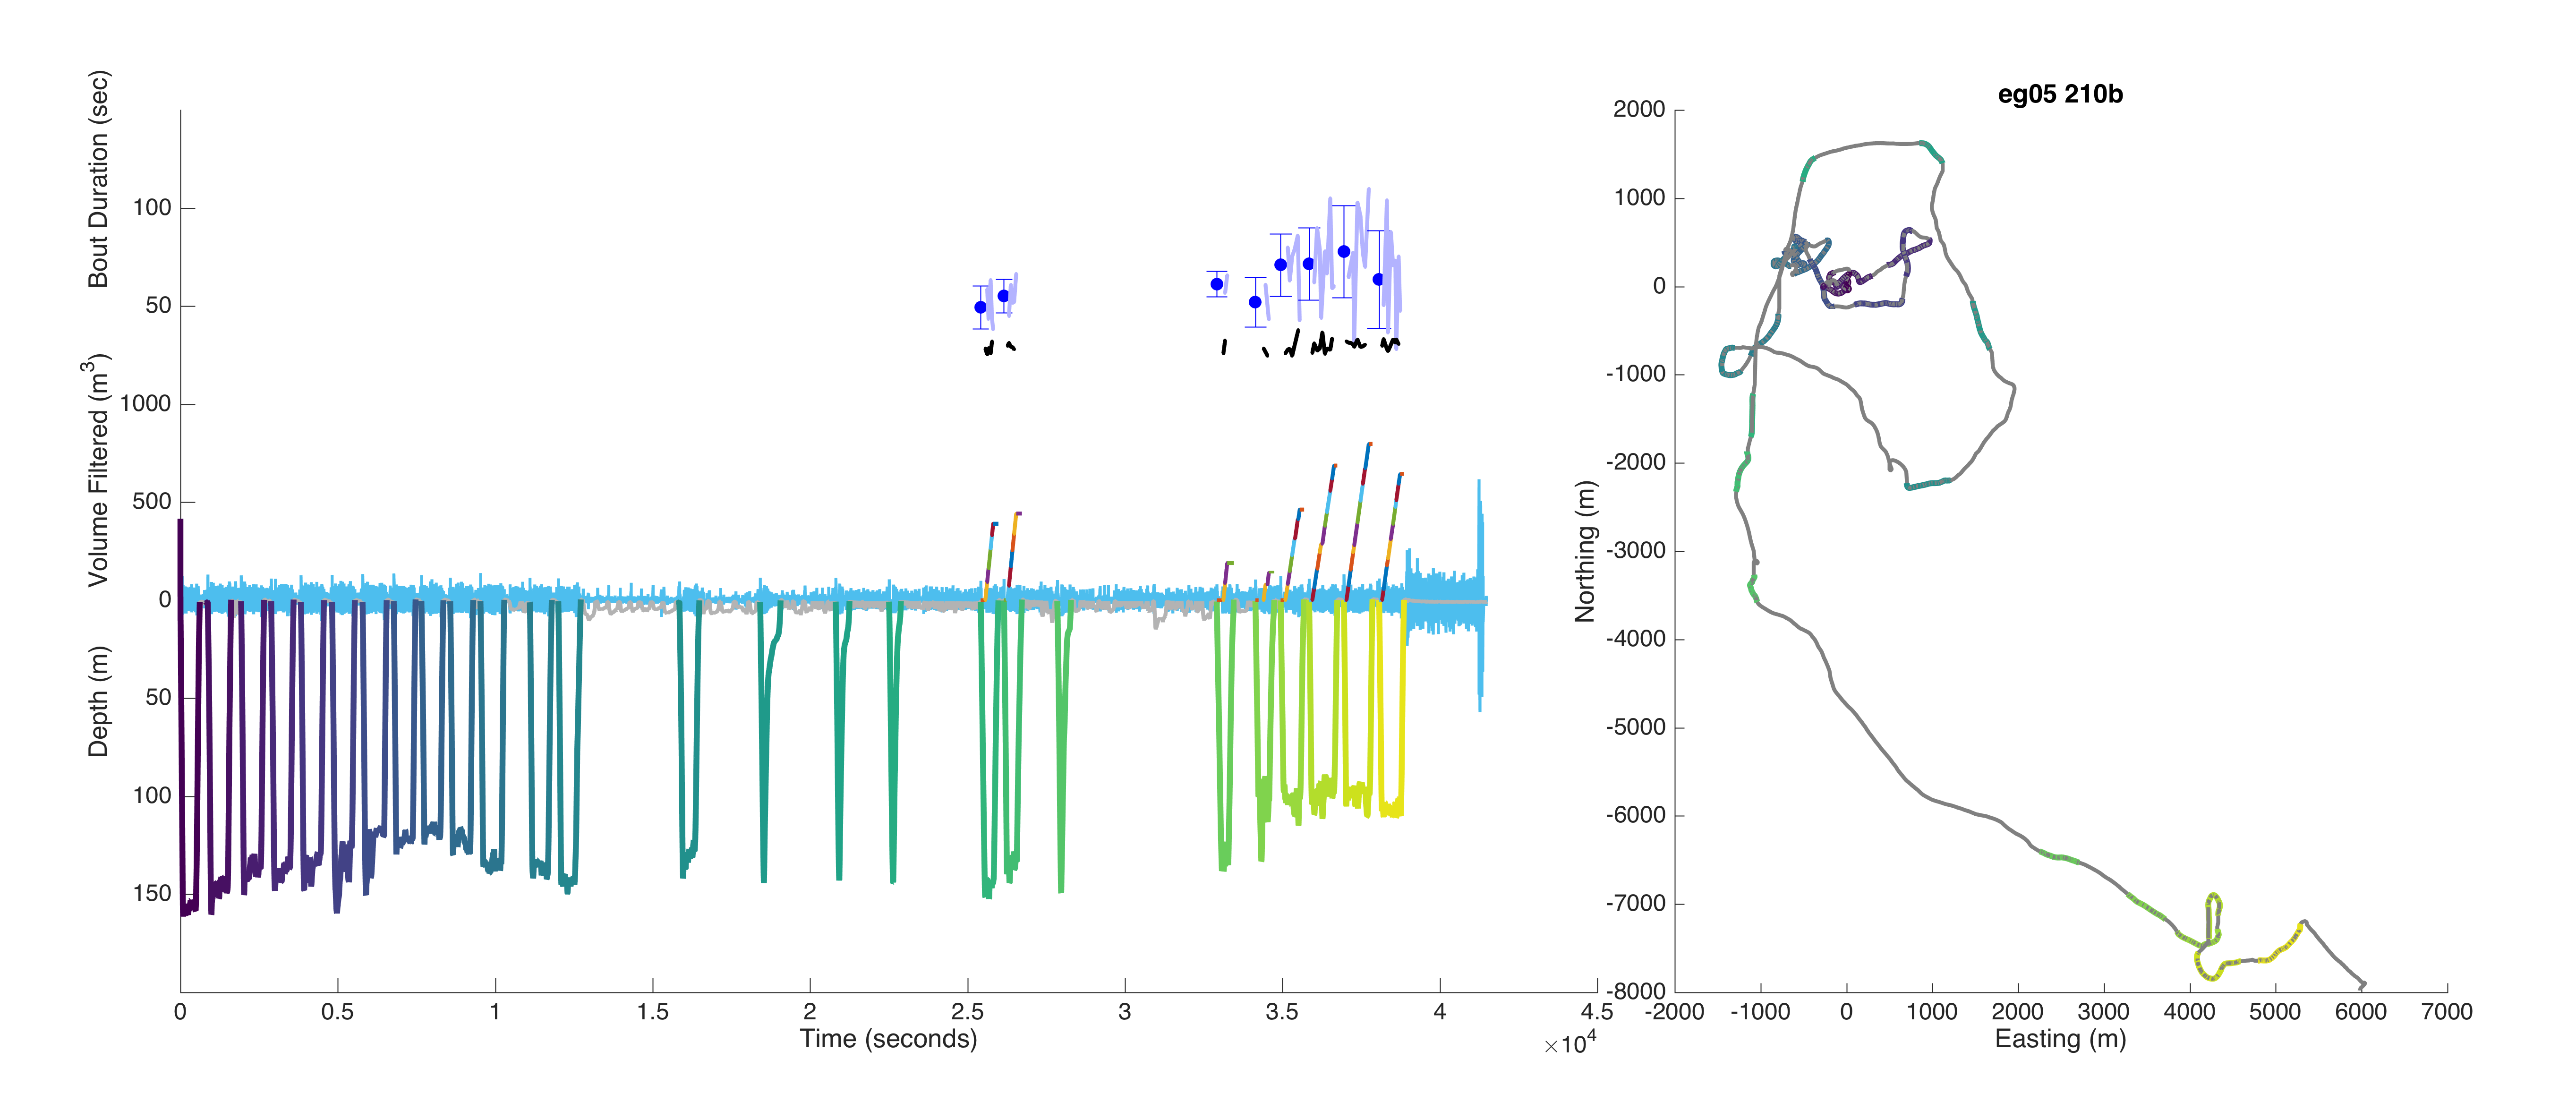 Bout Duration (sec)
100
50
Volume Filtered (m3)
1000
500
0
Depth (m)
50
100
150
0 0.5 1 1.5 2 2.5 3 3.5 4 4.5
×10^4
Time (seconds)
eg05 210b
Northing (m)
2000
1000
0
-1000
-2000
-3000
-4000
-5000
-6000
-7000
-8000
-2000 -1000 0 1000 2000 3000 4000 5000 6000 7000
Easting (m)